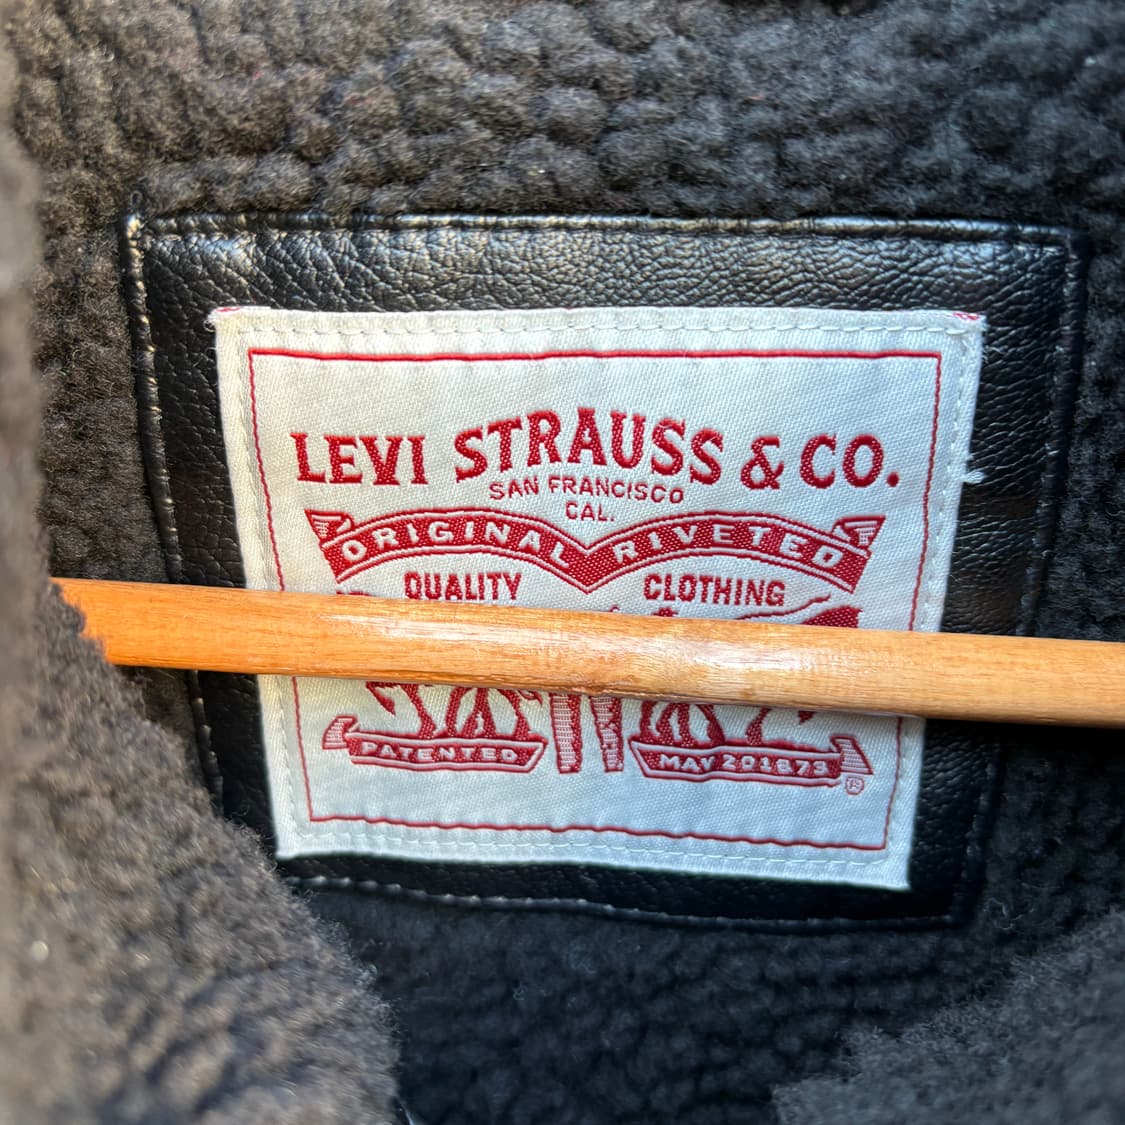 LEVI STRAUSS & CO.
SAN FRANCISCO
CAL.
ORIGINAL RIVETED
QUALITY CLOTHING
PATENTED MAY 20 1873
®